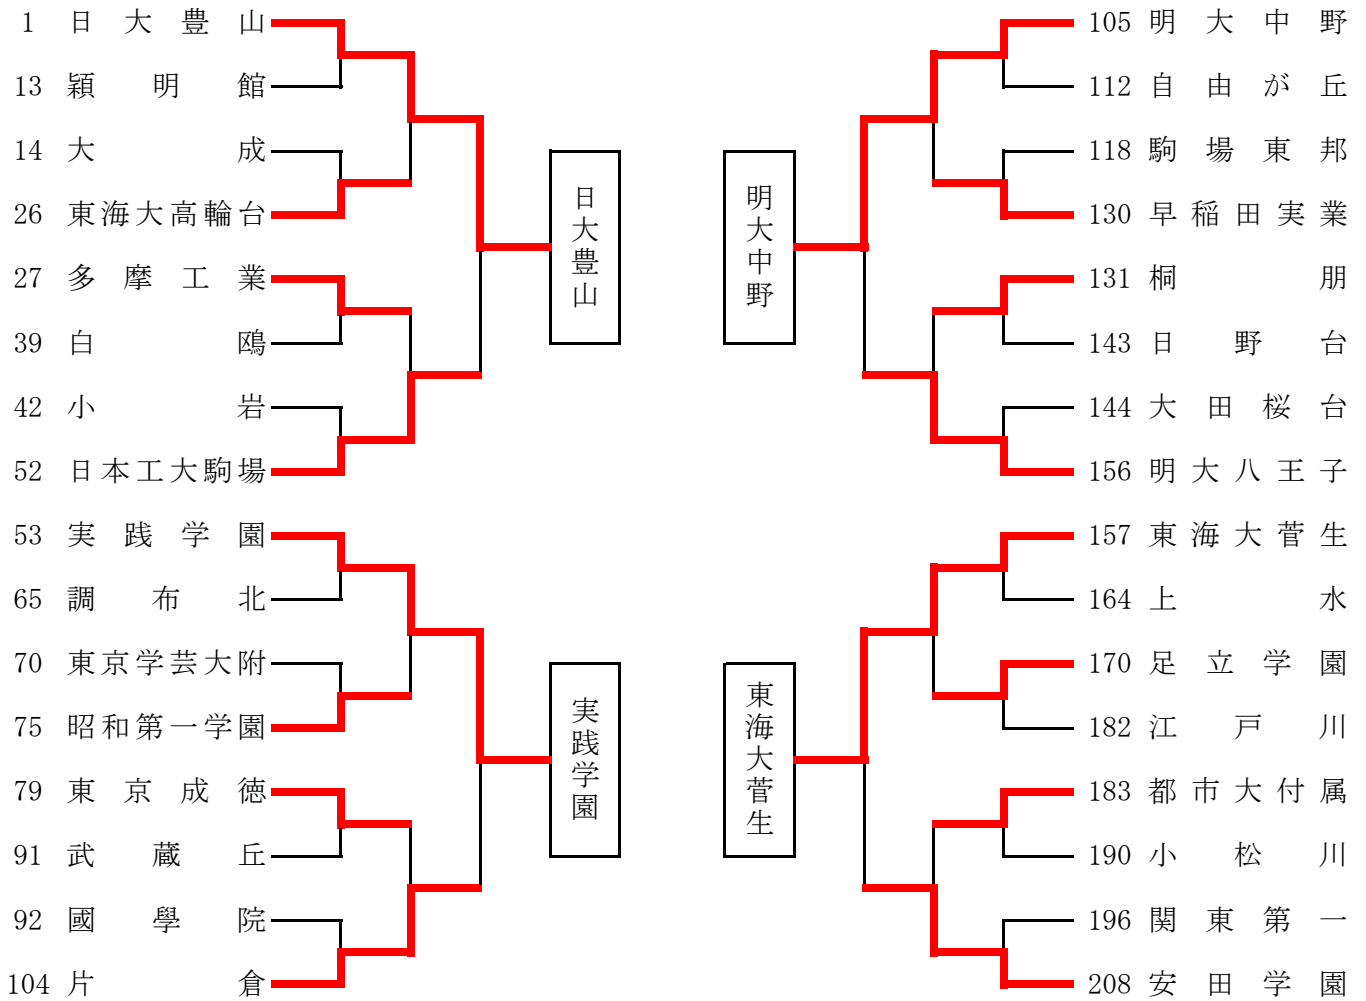 1 日大豊山
13 穎明館
14 大成
26 東海大高輪台
27 多摩工業
39 白鴎
42 小岩
52 日本工大駒場
53 実践学園
65 調布北
70 東京学芸大附
75 昭和第一学園
79 東京成徳
91 武蔵丘
92 國學院
104 片倉
日大豊山
実践学園
明大中野
東海大菅生
105 明大中野
112 自由が丘
118 駒場東邦
130 早稲田実業
131 桐朋
143 日野台
144 大田桜台
156 明大八王子
157 東海大菅生
164 上水
170 足立学園
182 江戸川
183 都市大付属
190 小松川
196 関東第一
208 安田学園